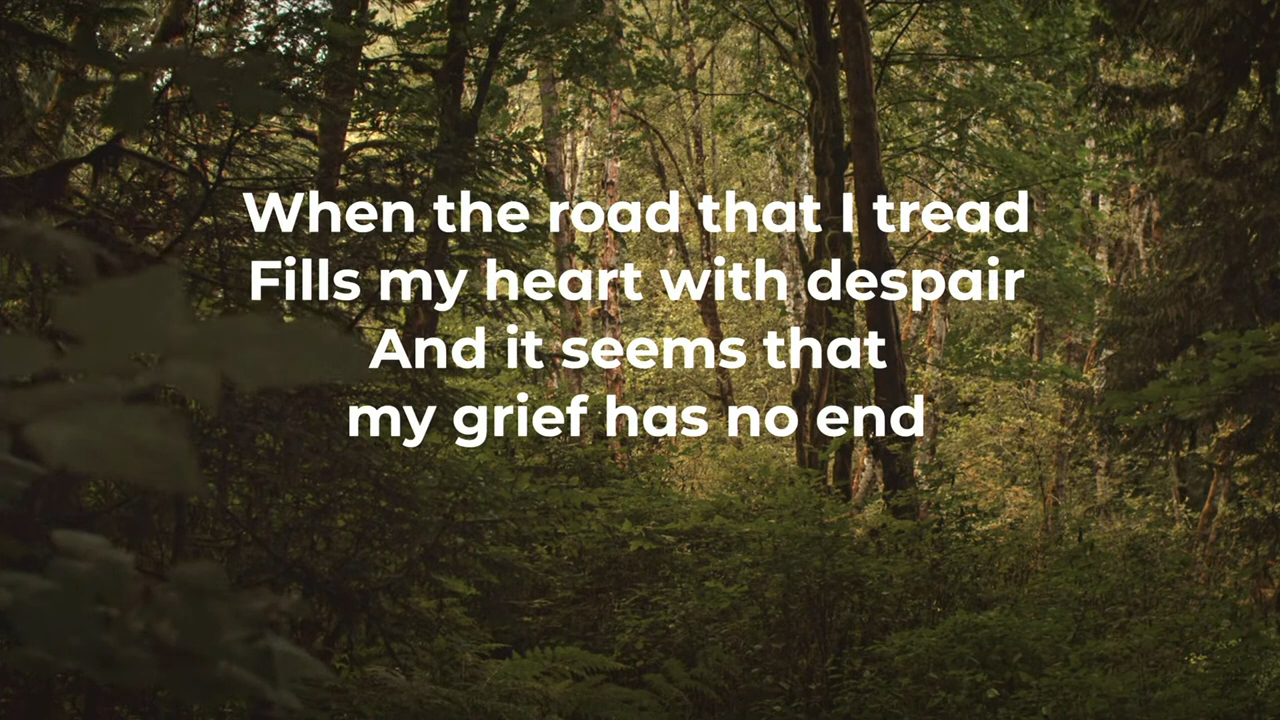 When the road that I tread
Fills my heart with despair
And it seems that
my grief has no end